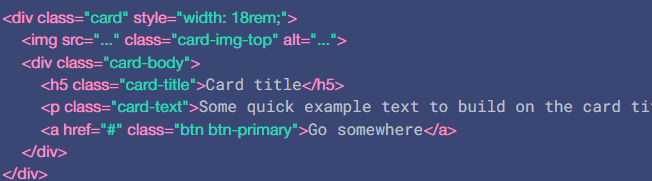 <div class="card" style="width: 18rem;">
<img src="..." class="card-img-top" alt="...">
<div class="card-body">
<h5 class="card-title">Card title</h5>
<p class="card-text">Some quick example text to build on the card
<a href="#" class="btn btn-primary">Go somewhere</a>
</div>
</div>